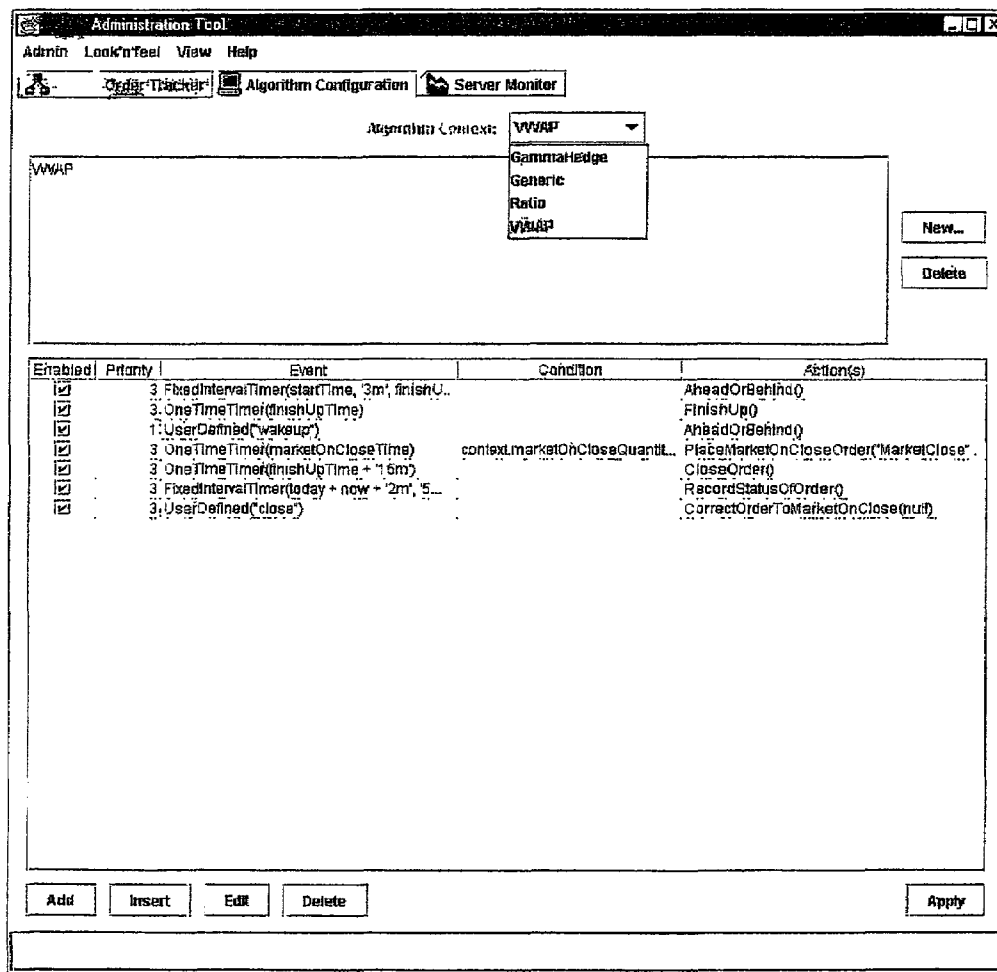 Administration Tool
Admin Look'n'feel View Help
Order Tracker Algorithm Configuration Server Monitor
Algorithm Context: VWAP
GammaHedge
Generic
Ratio
VWAP
VWAP
New...
Delete
Enabled Priority Event Condition Action(s)
3 FixedIntervalTimer(startTime, '3m', finishU... AheadOrBehind()
3 OneTimeTimer(finishUpTime) FinishUp()
1 UserDefined("wakeup") AheadOrBehind()
3 OneTimeTimer(marketOnCloseTime) context.marketOnCloseQuantit... PlaceMarketOnCloseOrder("MarketClose" .
3 OneTimeTimer(finishUpTime + '15m') CloseOrder()
3 FixedIntervalTimer(today + now + '2m', '5... RecordStatusOfOrder()
3 UserDefined("close") CorrectOrderToMarketOnClose(null)
Add Insert Edit Delete Apply